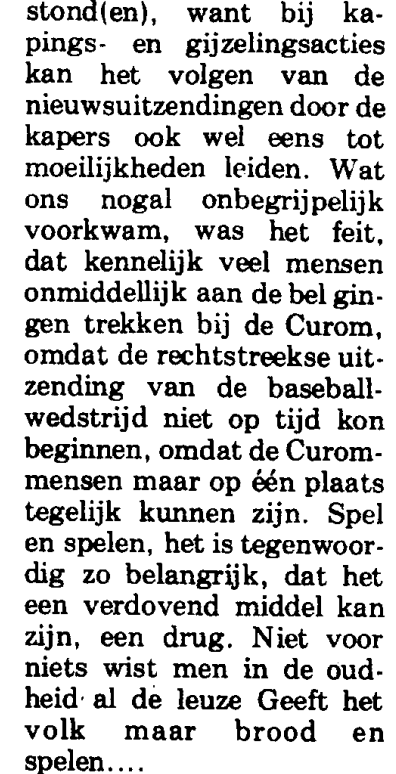 stond(en), want bij ka-
pings- en gijzelingsacties
kan het volgen van de
nieuwsuitzendingen door de
kapers ook wel eens tot
moeilijkheden leiden. Wat
ons nogal onbegrijpelijk
voorkwam, was het feit,
dat kennelijk veel mensen
onmiddellijk aan de bel gin-
gen trekken bij de Curom,
omdat de rechtstreekse uit-
zending van de baseball-
wedstrijd niet op tijd kon
beginnen, omdat de Curom-
mensen maar op één plaats
tegelijk kunnen zijn. Spel
en spelen, het is tegenwoor-
dig zo belangrijk, dat het
een verdovend middel kan
zijn, een drug. Niet voor
niets wist men in de oud-
heid al de leuze Geeft het
volk maar brood en
spelen....